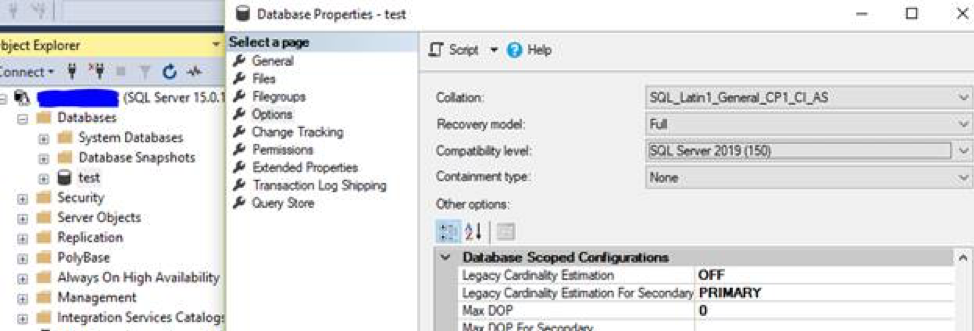 Database Properties - test
Object Explorer
Connect
(SQL Server 15.0.1
Databases
System Databases
Database Snapshots
test
Security
Server Objects
Replication
PolyBase
Always On High Availability
Management
Integration Services Catalogs
Select a page
General
Files
Filegroups
Options
Change Tracking
Permissions
Extended Properties
Transaction Log Shipping
Query Store
Script Help
Collation: SQL_Latin1_General_CP1_CI_AS
Recovery model: Full
Compatibility level: SQL Server 2019 (150)
Containment type: None
Other options:
Database Scoped Configurations
Legacy Cardinality Estimation OFF
Legacy Cardinality Estimation For Secondary PRIMARY
Max DOP 0
Max DOP For Secondary